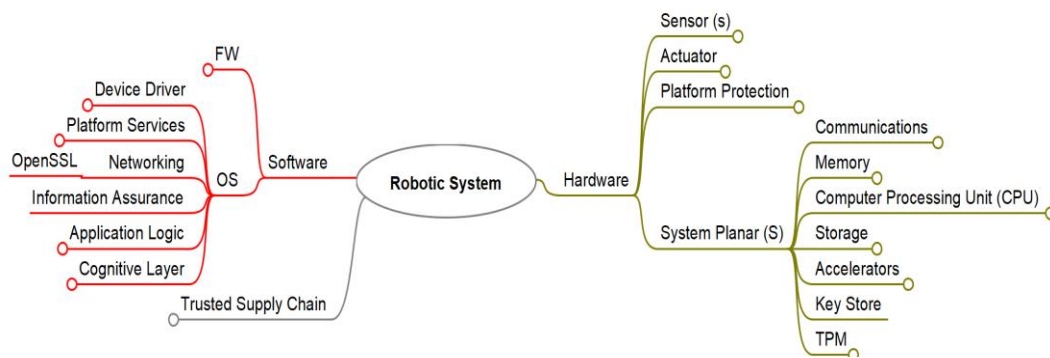 Robotic System
Software
FW
OS
Device Driver
Platform Services
Networking
OpenSSL
Information Assurance
Application Logic
Cognitive Layer
Trusted Supply Chain
Hardware
Sensor (s)
Actuator
Platform Protection
System Planar (S)
Communications
Memory
Computer Processing Unit (CPU)
Storage
Accelerators
Key Store
TPM